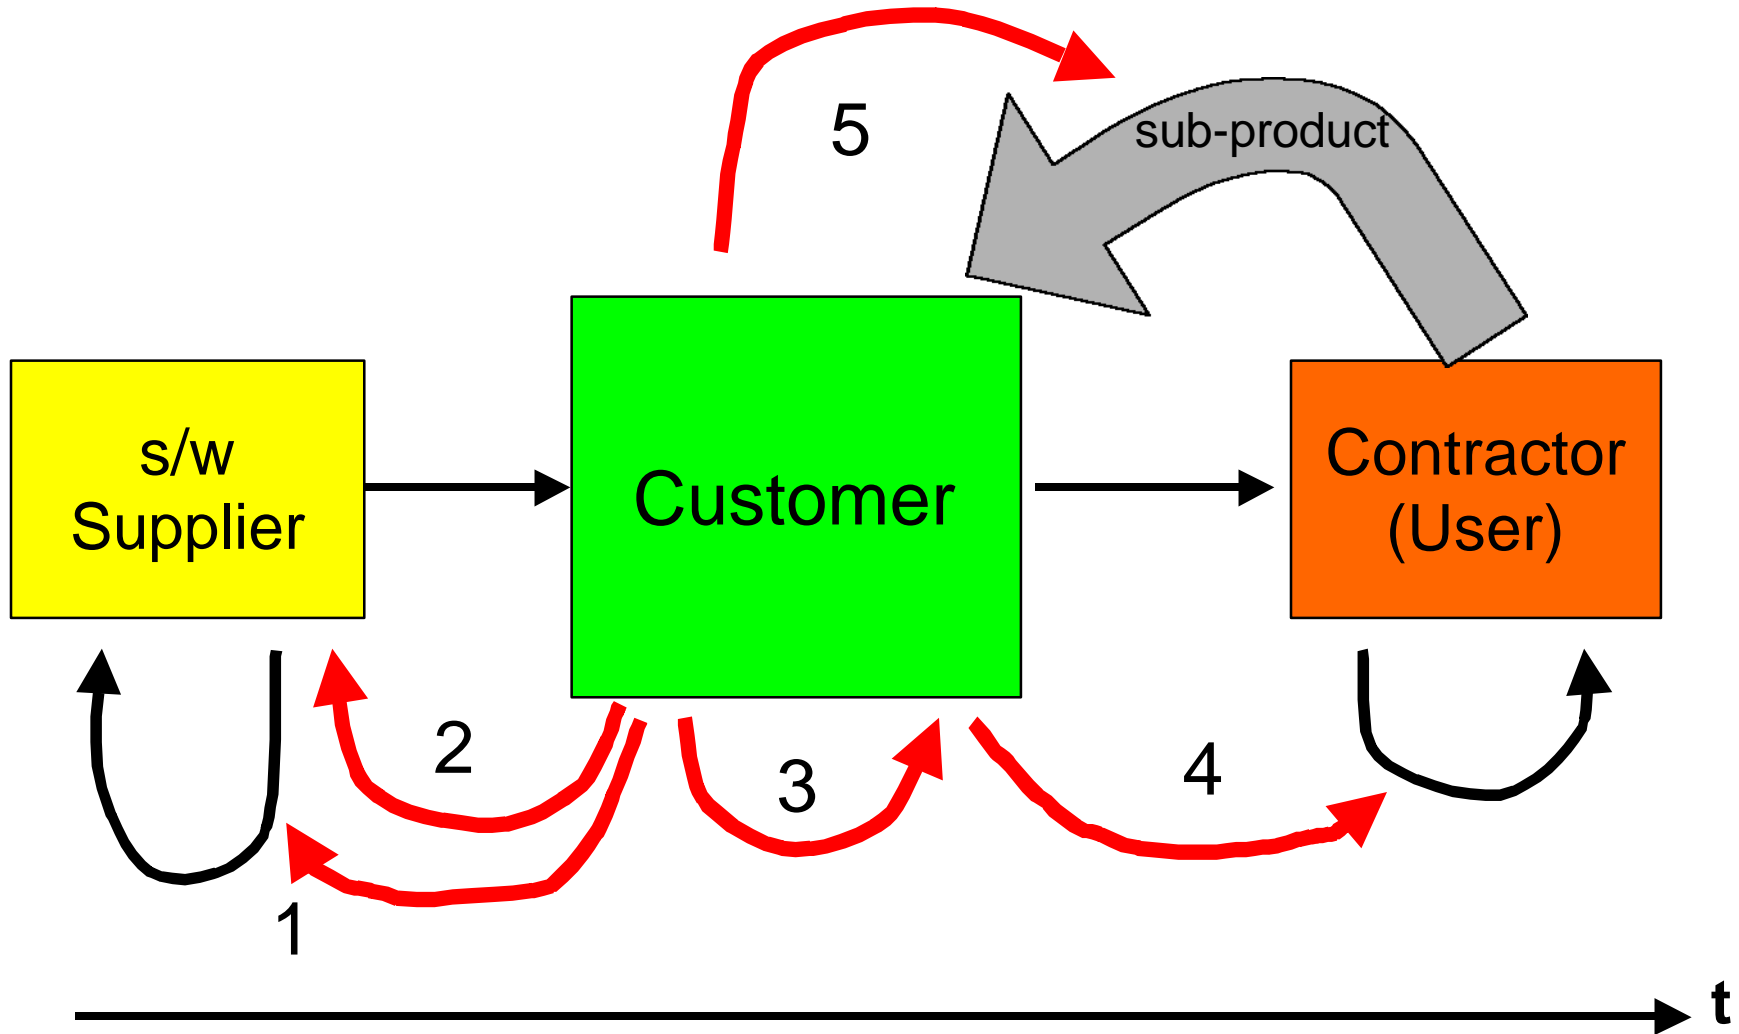 5
sub-product
s/w
Supplier
Customer
Contractor
(User)
2
3
4
1
t